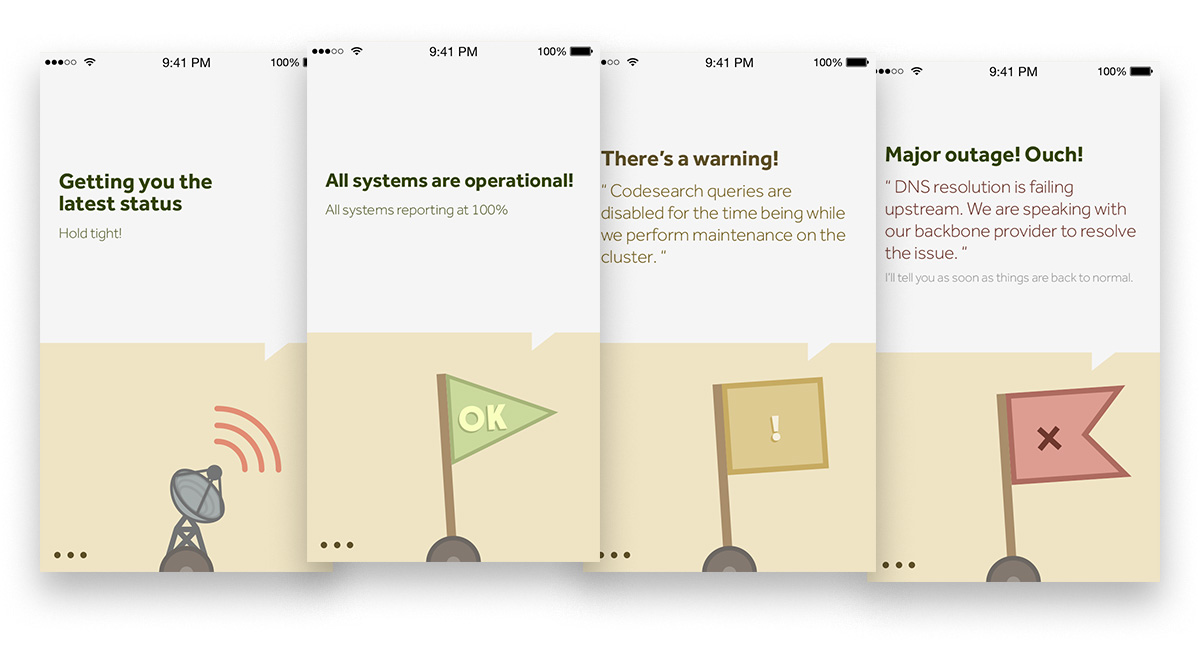 9:41 PM 100%
Getting you the
latest status
Hold tight!
9:41 PM 100%
All systems are operational!
All systems reporting at 100%
OK
9:41 PM 100%
There’s a warning!
“ Codesearch queries are
disabled for the time being while
we perform maintenance on the
cluster. ”
!
9:41 PM 100%
Major outage! Ouch!
“ DNS resolution is failing
upstream. We are speaking with
our backbone provider to resolve
the issue. ”
I’ll tell you as soon as things are back to normal.